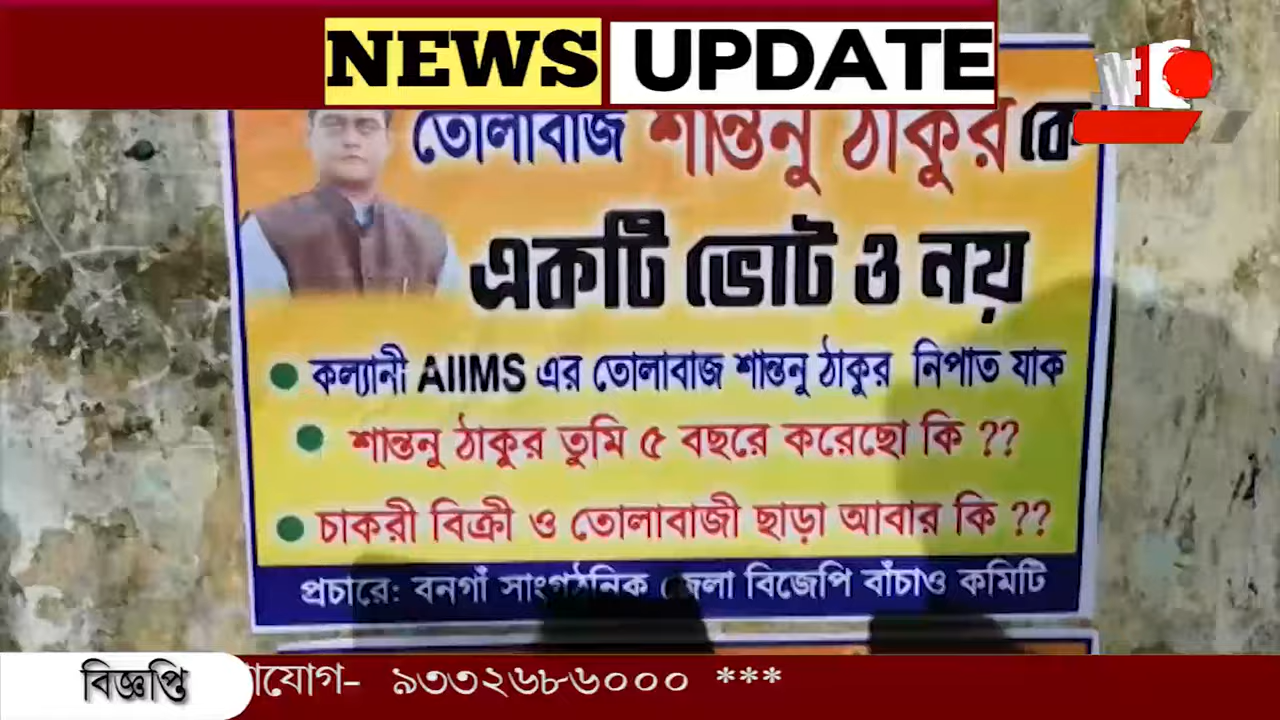 NEWS UPDATE
তোলাবাজ শান্তনু ঠাকুর কে
একটি ভোট ও নয়
কল্যানী AIIMS এর তোলাবাজ শান্তনু ঠাকুর নিপাত যাক
শান্তনু ঠাকুর তুমি ৫ বছরে করেছো কি ??
চাকরী বিক্রী ও তোলাবাজী ছাড়া আবার কি ??
প্রচারে: বনগাঁ সাংগঠনিক জেলা বিজেপি বাঁচাও কমিটি
বিজ্ঞপ্তি
৯৩৩২৬৮৬০০০ ***